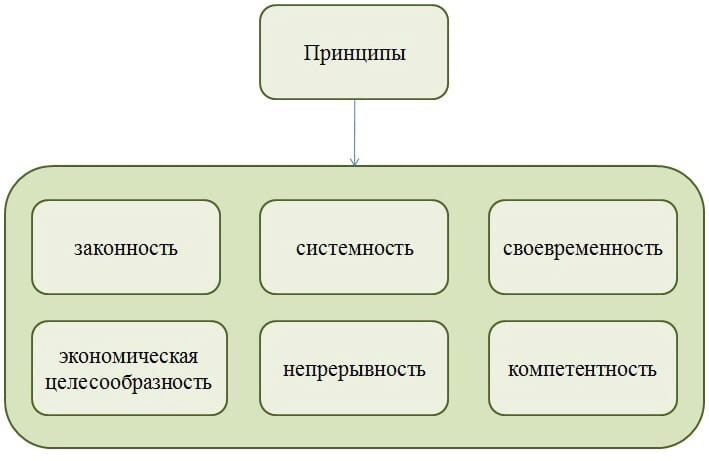 Принципы
законность
системность
своевременность
экономическая
целесообразность
непрерывность
компетентность